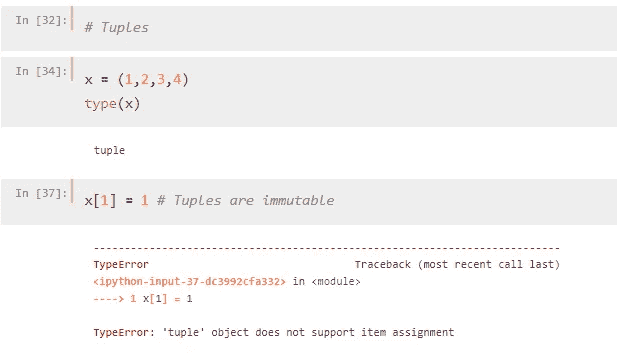 In [32]: # Tuples
In [34]: x = (1,2,3,4)
type(x)
tuple
In [37]: x[1] = 1 # Tuples are immutable
---------------------------------------------------------------------------
TypeError                                 Traceback (most recent call last)
<ipython-input-37-dc3992cfa332> in <module>
----> 1 x[1] = 1
TypeError: 'tuple' object does not support item assignment